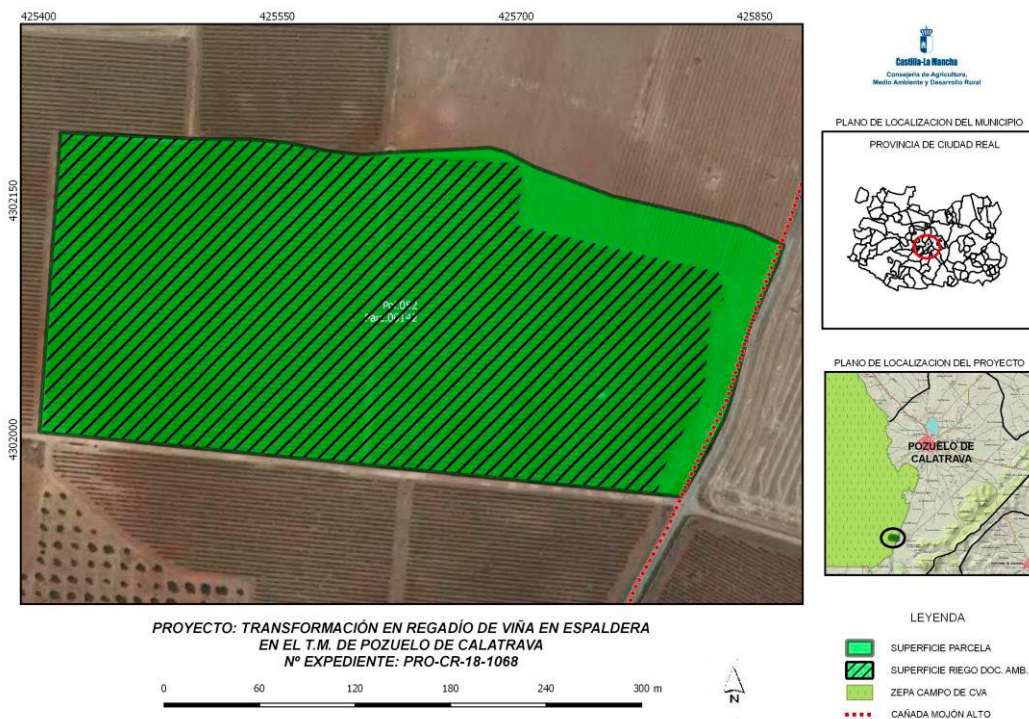 425400
425550
425700
425850
4302150
4302000
Castilla-La Mancha
Consejería de Agricultura,
Medio Ambiente y Desarrollo Rural
PLANO DE LOCALIZACION DEL MUNICIPIO
PROVINCIA DE CIUDAD REAL
PLANO DE LOCALIZACION DEL PROYECTO
POZUELO DE
CALATRAVA
PROYECTO: TRANSFORMACIÓN EN REGADÍO DE VIÑA EN ESPALDERA
EN EL T.M. DE POZUELO DE CALATRAVA
Nº EXPEDIENTE: PRO-CR-18-1068
0 60 120 180 240 300 m
N
LEYENDA
SUPERFICIE PARCELA
SUPERFICIE RIEGO DOC. AMB.
ZEPA CAMPO DE CVA
CAÑADA MOJÓN ALTO